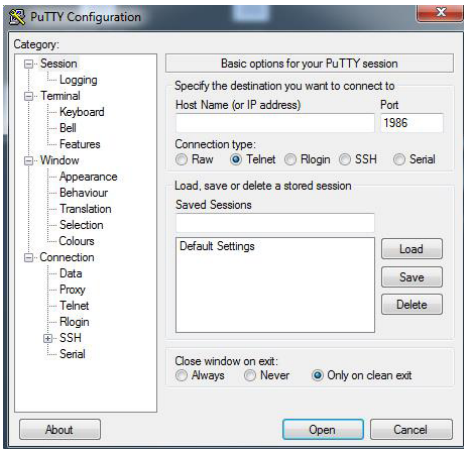 PuTTY Configuration
Category:
Session
Logging
Terminal
Keyboard
Bell
Features
Window
Appearance
Behaviour
Translation
Selection
Colours
Connection
Data
Proxy
Telnet
Rlogin
SSH
Serial
Basic options for your PuTTY session
Specify the destination you want to connect to
Host Name (or IP address) Port
1986
Connection type:
Raw Telnet Rlogin SSH Serial
Load, save or delete a stored session
Saved Sessions
Default Settings
Load
Save
Delete
Close window on exit:
Always Never Only on clean exit
About Open Cancel